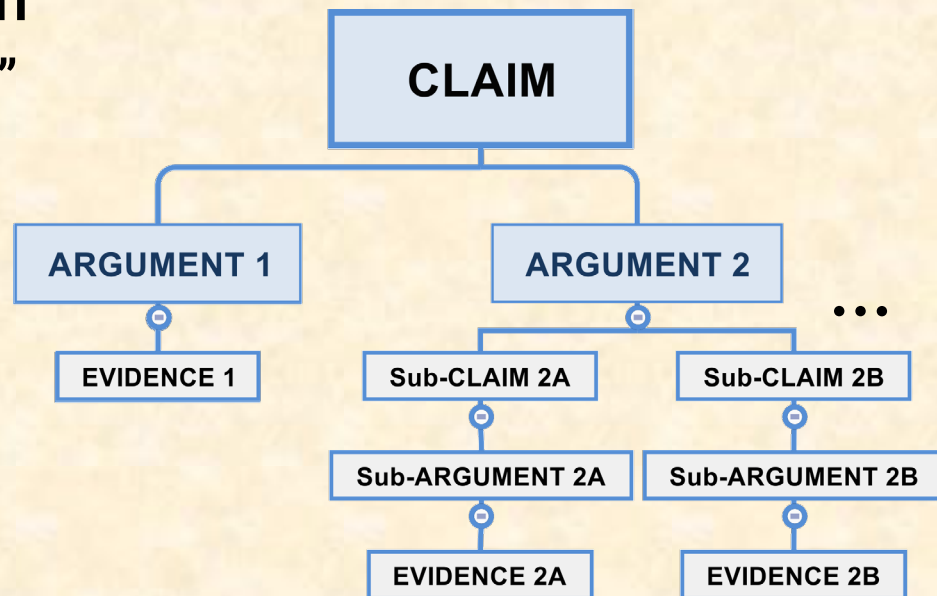 ”
CLAIM
ARGUMENT 1 ARGUMENT 2
...
EVIDENCE 1 Sub-CLAIM 2A Sub-CLAIM 2B
Sub-ARGUMENT 2A Sub-ARGUMENT 2B
EVIDENCE 2A EVIDENCE 2B